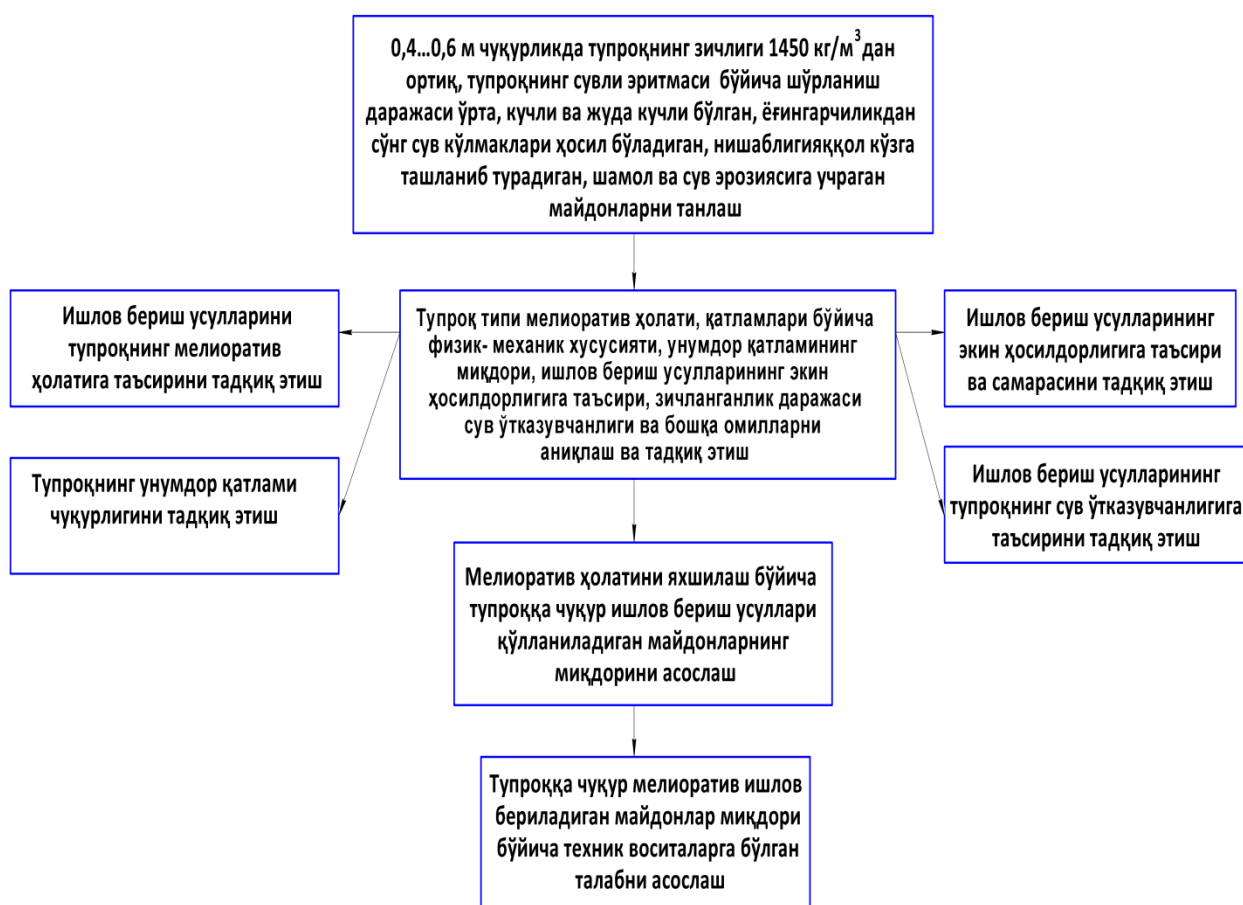 0,4...0,6 м чуқурликда тупроқнинг зичлиги 1450 кг/м³дан
ортиқ, тупроқнинг сувли эритмаси бўйича шўрланиш
даражаси ўрта, кучли ва жуда кучли бўлган, ёғингарчиликдан
сўнг сув кўлмаклари ҳосил бўладиган, нишаблигияққол кўзга
ташланиб турадиган, шамол ва сув эрозиясига учраган
майдонларни танлаш
Ишлов бериш усулларини
тупроқнинг мелиоратив
ҳолатига таъсирини тадқиқ этиш
Тупроқ типи мелиоратив ҳолати, қатламлари бўйича
физик- механик хусусияти, унумдор қатламининг
миқдори, ишлов бериш усулларининг экин
ҳосилдорлигига таъсири, зичланганлик даражаси
сув ўтказувчанлиги ва бошқа омилларни
аниқлаш ва тадқиқ этиш
Ишлов бериш усулларининг
экин ҳосилдорлигига таъсири
ва самарасини тадқиқ этиш
Тупроқнинг унумдор қатлами
чуқурлигини тадқиқ этиш
Ишлов бериш усулларининг
тупроқнинг сув ўтказувчанлигига
таъсирини тадқиқ этиш
Мелиоратив ҳолатини яхшилаш бўйича
тупроққа чуқур ишлов бериш усуллари
қўлланиладиган майдонларнинг
миқдорини асослаш
Тупроққа чуқур мелиоратив ишлов
бериладиган майдонлар миқдори
бўйича техник воситаларга бўлган
талабни асослаш